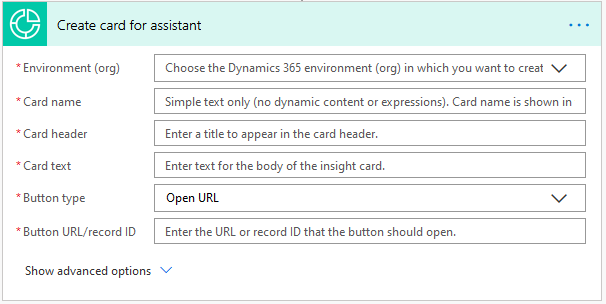 Create card for assistant ...
* Environment (org) Choose the Dynamics 365 environment (org) in which you want to creat
* Card name Simple text only (no dynamic content or expressions). Card name is shown in
* Card header Enter a title to appear in the card header.
* Card text Enter text for the body of the insight card.
* Button type Open URL
* Button URL/record ID Enter the URL or record ID that the button should open.
Show advanced options